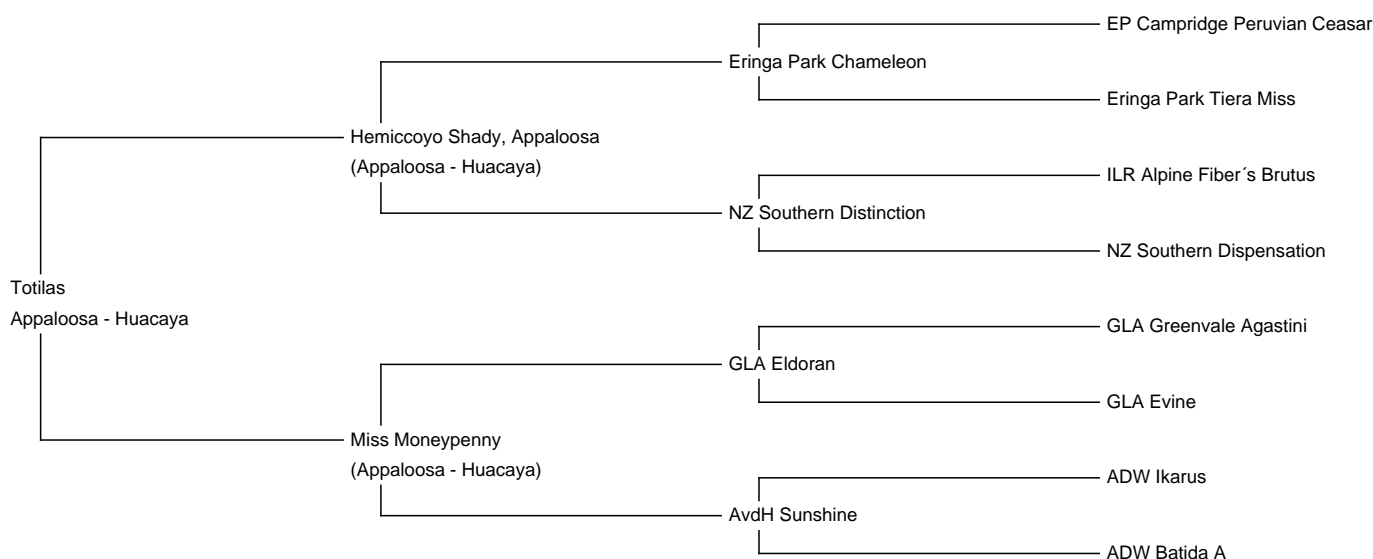 EP Campridge Peruvian Ceasar
Eringa Park Chameleon
Eringa Park Tiera Miss
Hemiccoyo Shady, Appaloosa
(Appaloosa - Huacaya)
ILR Alpine Fiber´s Brutus
NZ Southern Distinction
NZ Southern Dispensation
Totilas
Appaloosa - Huacaya
GLA Greenvale Agastini
GLA Eldoran
GLA Evine
Miss Moneypenny
(Appaloosa - Huacaya)
ADW Ikarus
AvdH Sunshine
ADW Batida A